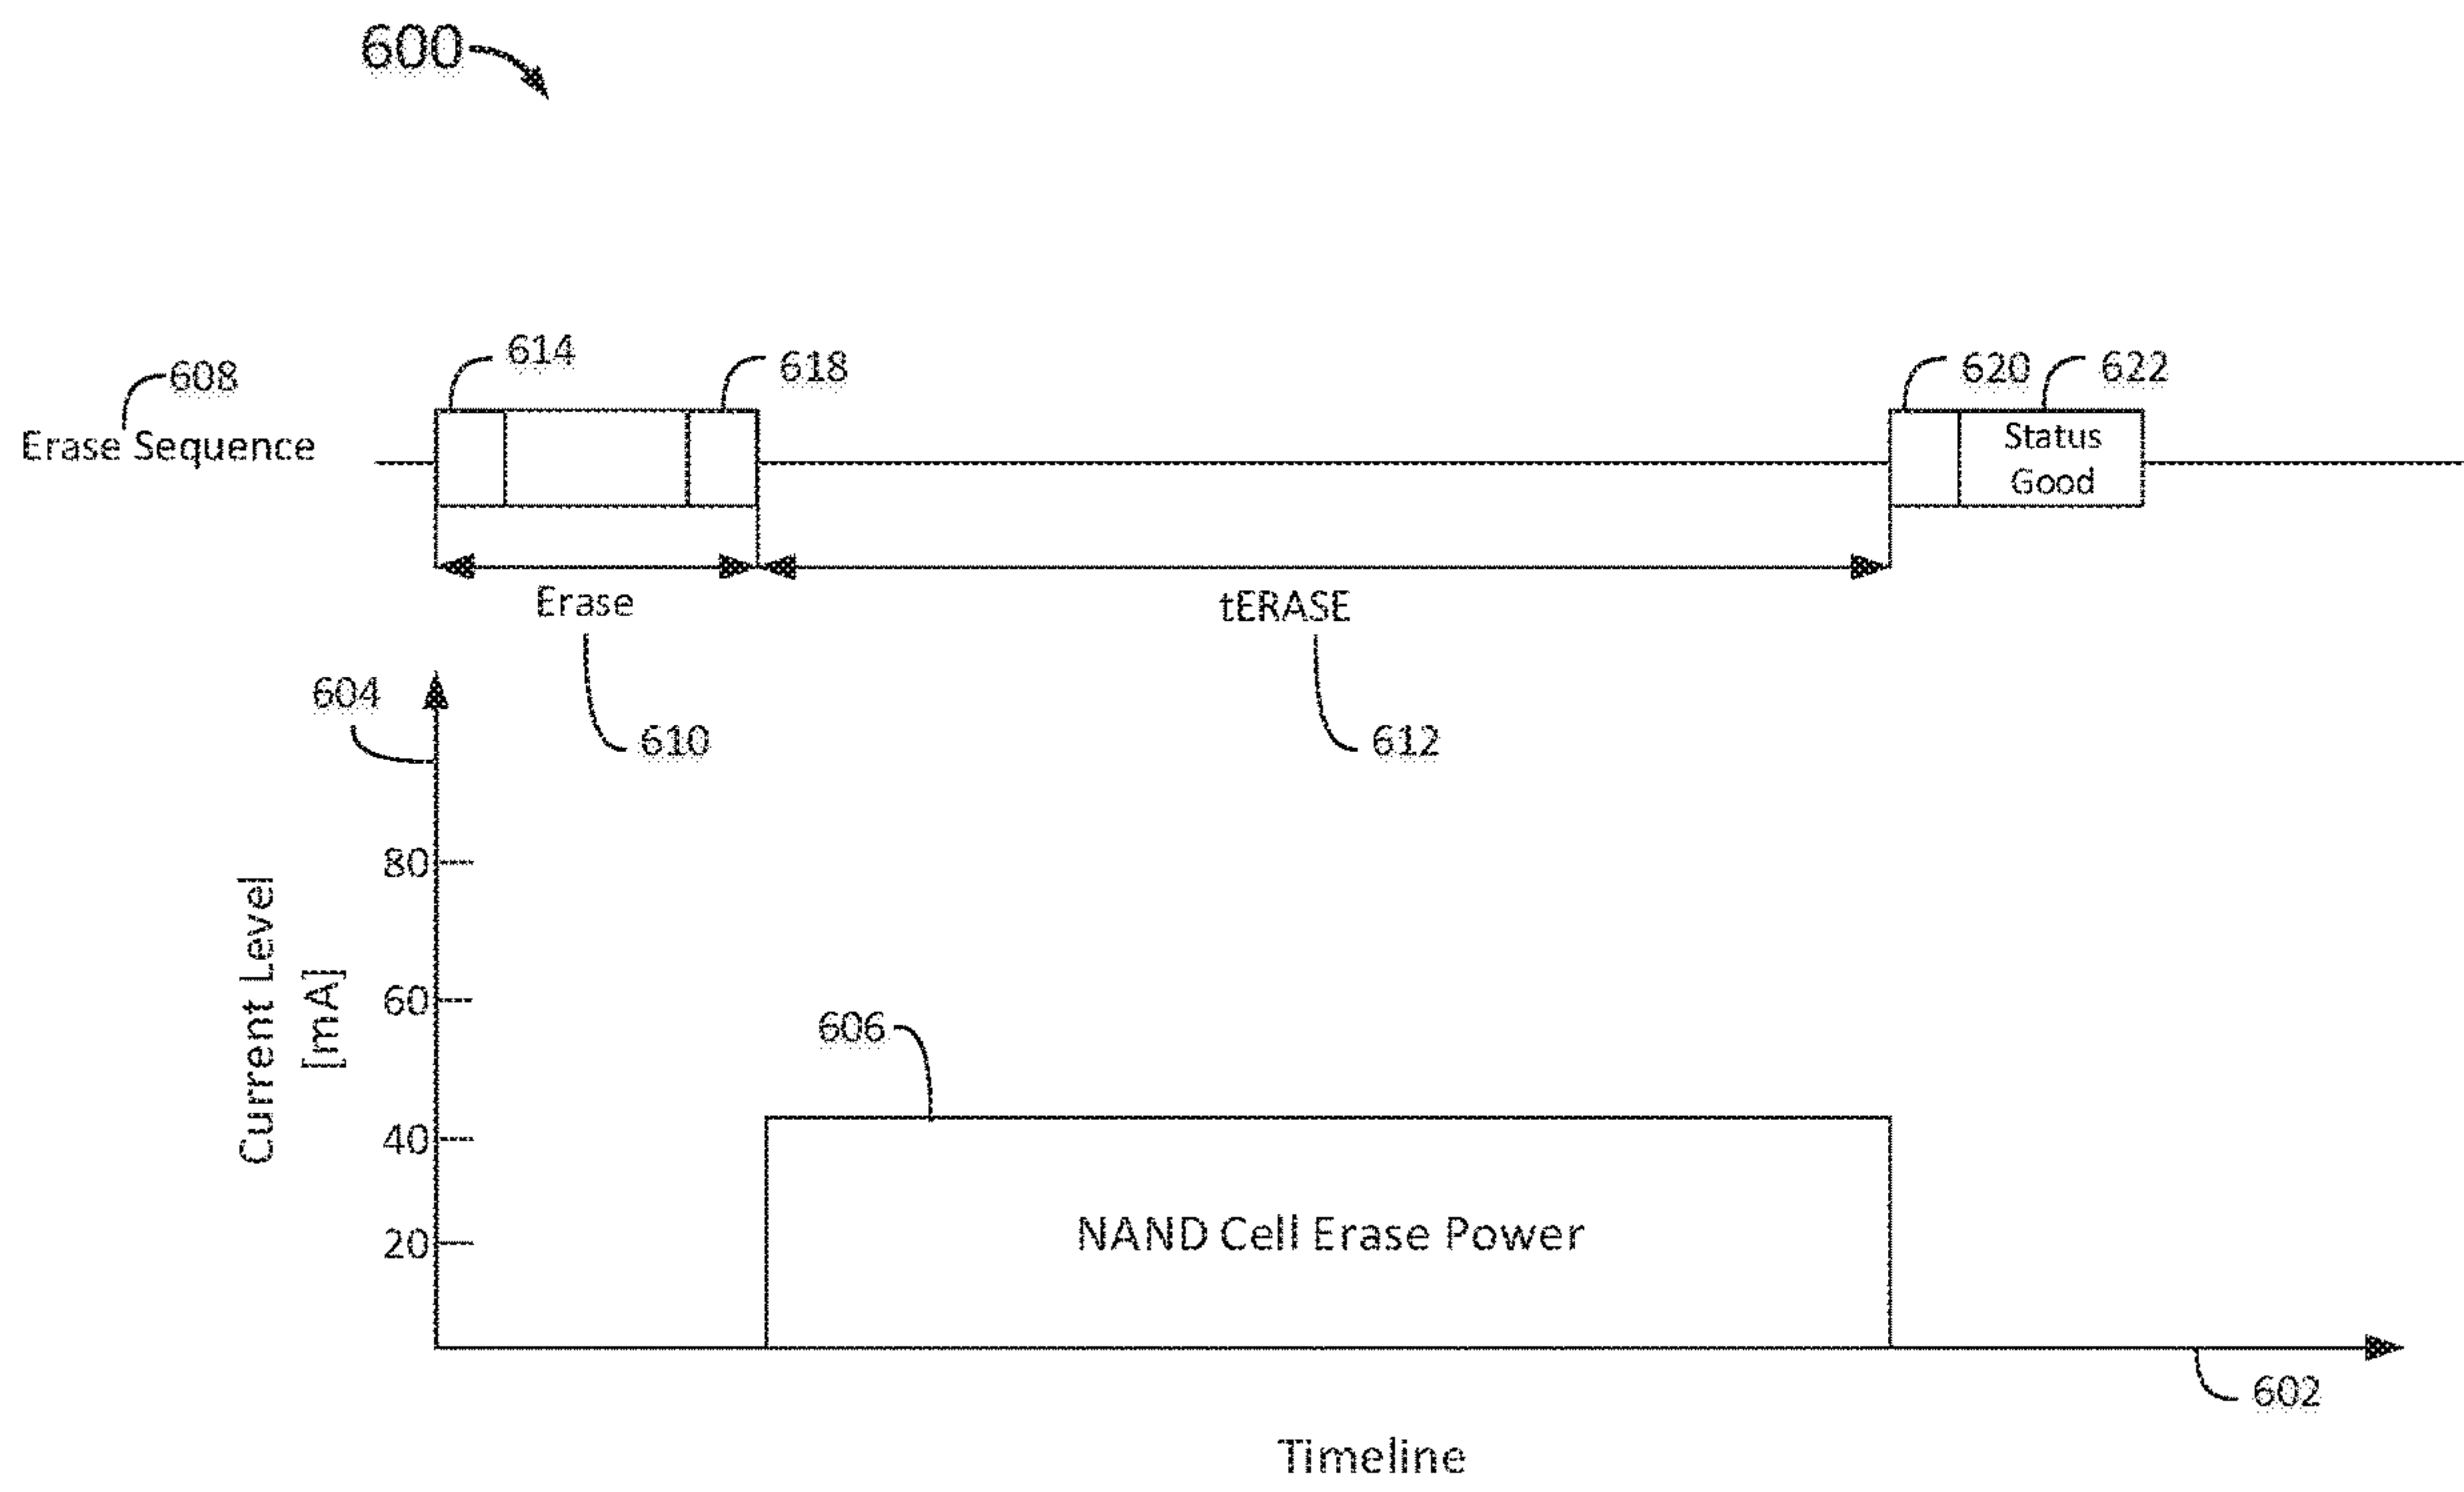 600
614
618
620
622
608
Erase Sequence
Status
Good
Erase
tERASE
604
610
612
80
60
40
20
Current Level
[mA]
606
NAND Cell Erase Power
602
Timeline